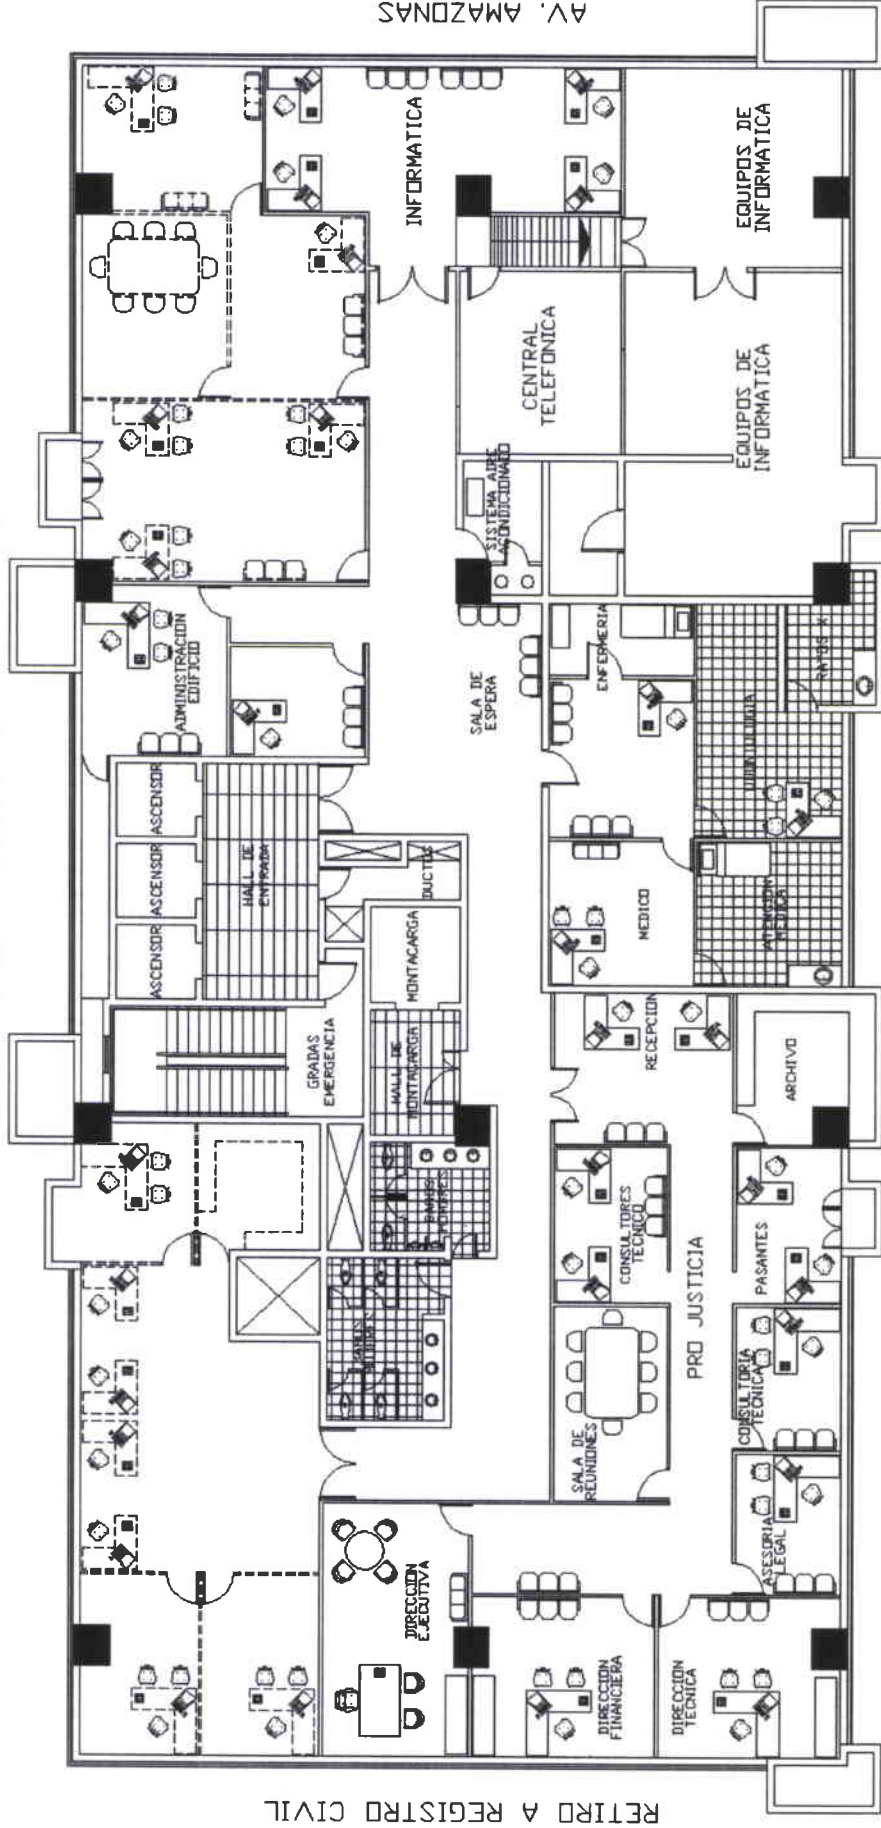 AV. AMAZONAS
INFORMATICA
EQUIPOS DE
INFORMATICA
CENTRAL
TELEFONICA
EQUIPOS DE
INFORMATICA
SISTEMA AIRE
ACONDICIONADO
ADMINISTRACION
EDIFICIO
SALA DE
ESPERA
ENFERMERIA
RAYOS X
ODONTOLOGIA
ASCENSOR
ASCENSOR
ASCENSOR
HALL DE
ENTRADA
DUCTOS
MONTACARGA
MEDICO
ATENCION
MEDICA
GRADAS
EMERGENCIA
HALL DE
MONTACARGA
RECEPCION
ARCHIVO
BAÑOS
HOMBRES
CONSULTORES
TECNICO
PASANTES
PRO JUSTICIA
BAÑOS
MUJERES
SALA DE
REUNIONES
CONSULTORIA
TECNICA
ASESORIA
LEGAL
DIRECCION
EJECUTIVA
DIRECCION
FINANCIERA
DIRECCION
TECNICA
RETIRO A REGISTRO CIVIL